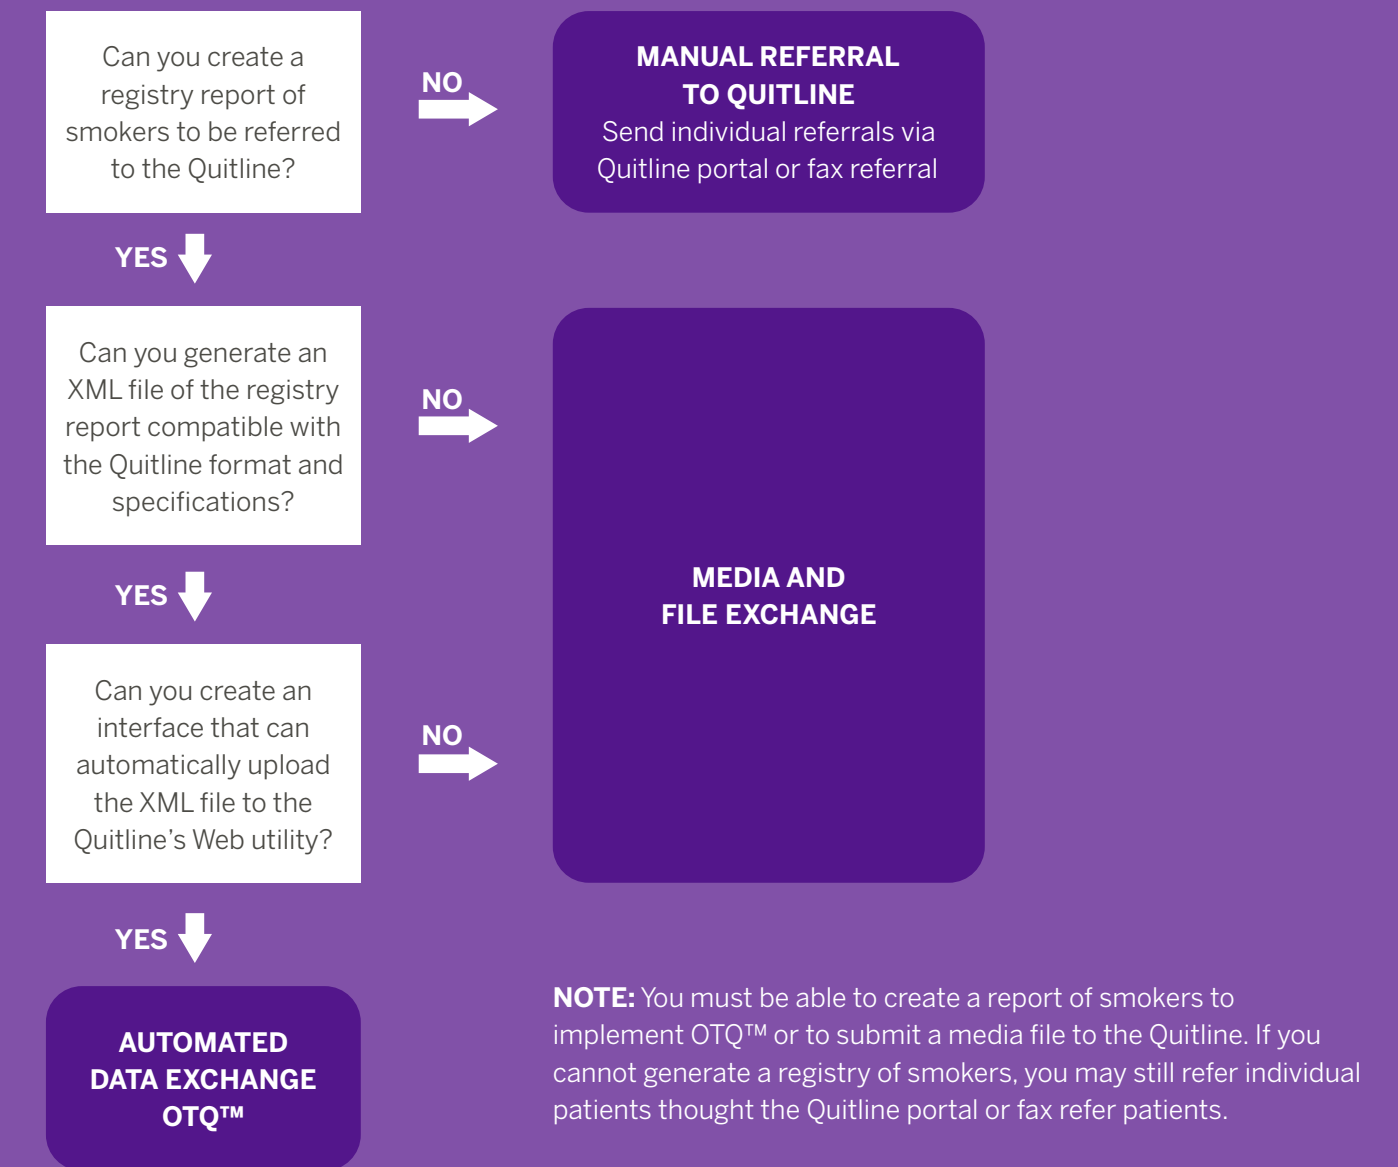 Can you create a
registry report of
smokers to be referred
to the Quitline?
NO
MANUAL REFERRAL
TO QUITLINE
Send individual referrals via
Quitline portal or fax referral
YES
Can you generate an
XML file of the registry
report compatible with
the Quitline format and
specifications?
NO
MEDIA AND
FILE EXCHANGE
YES
Can you create an
interface that can
automatically upload
the XML file to the
Quitline’s Web utility?
NO
YES
AUTOMATED
DATA EXCHANGE
OTQ™
NOTE: You must be able to create a report of smokers to
implement OTQ™ or to submit a media file to the Quitline. If you
cannot generate a registry of smokers, you may still refer individual
patients thought the Quitline portal or fax refer patients.